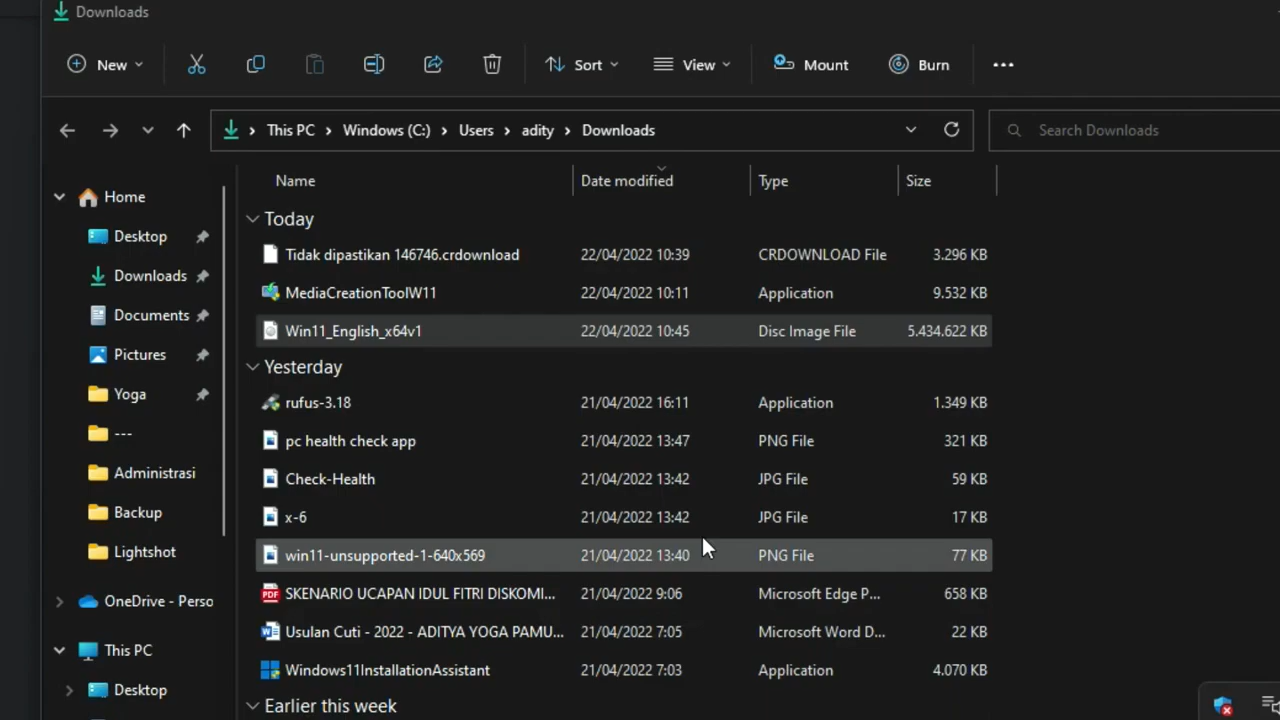 Downloads
New Sort View Mount Burn
This PC Windows (C:) Users adity Downloads Search Downloads
Name Date modified Type Size
Home
Desktop
Downloads
Documents
Pictures
Yoga
---
Administrasi
Backup
Lightshot
OneDrive - Perso
This PC
Desktop
Today
Tidak dipastikan 146746.crdownload 22/04/2022 10:39 CRDOWNLOAD File 3.296 KB
MediaCreationToolW11 22/04/2022 10:11 Application 9.532 KB
Win11_English_x64v1 22/04/2022 10:45 Disc Image File 5.434.622 KB
Yesterday
rufus-3.18 21/04/2022 16:11 Application 1.349 KB
pc health check app 21/04/2022 13:47 PNG File 321 KB
Check-Health 21/04/2022 13:42 JPG File 59 KB
x-6 21/04/2022 13:42 JPG File 17 KB
win11-unsupported-1-640x569 21/04/2022 13:40 PNG File 77 KB
PDF SKENARIO UCAPAN IDUL FITRI DISKOMI... 21/04/2022 9:06 Microsoft Edge P... 658 KB
Usulan Cuti - 2022 - ADITYA YOGA PAMU... 21/04/2022 7:05 Microsoft Word D... 22 KB
Windows11InstallationAssistant 21/04/2022 7:03 Application 4.070 KB
Earlier this week